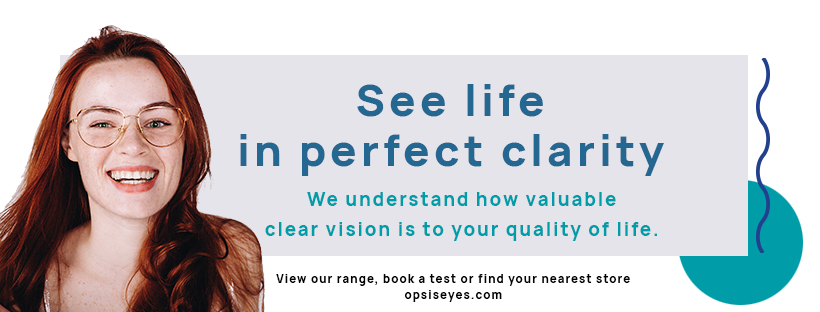 See life
in perfect clarity
We understand how valuable
clear vision is to your quality of life.
View our range, book a test or find your nearest store
opsiseyes.com